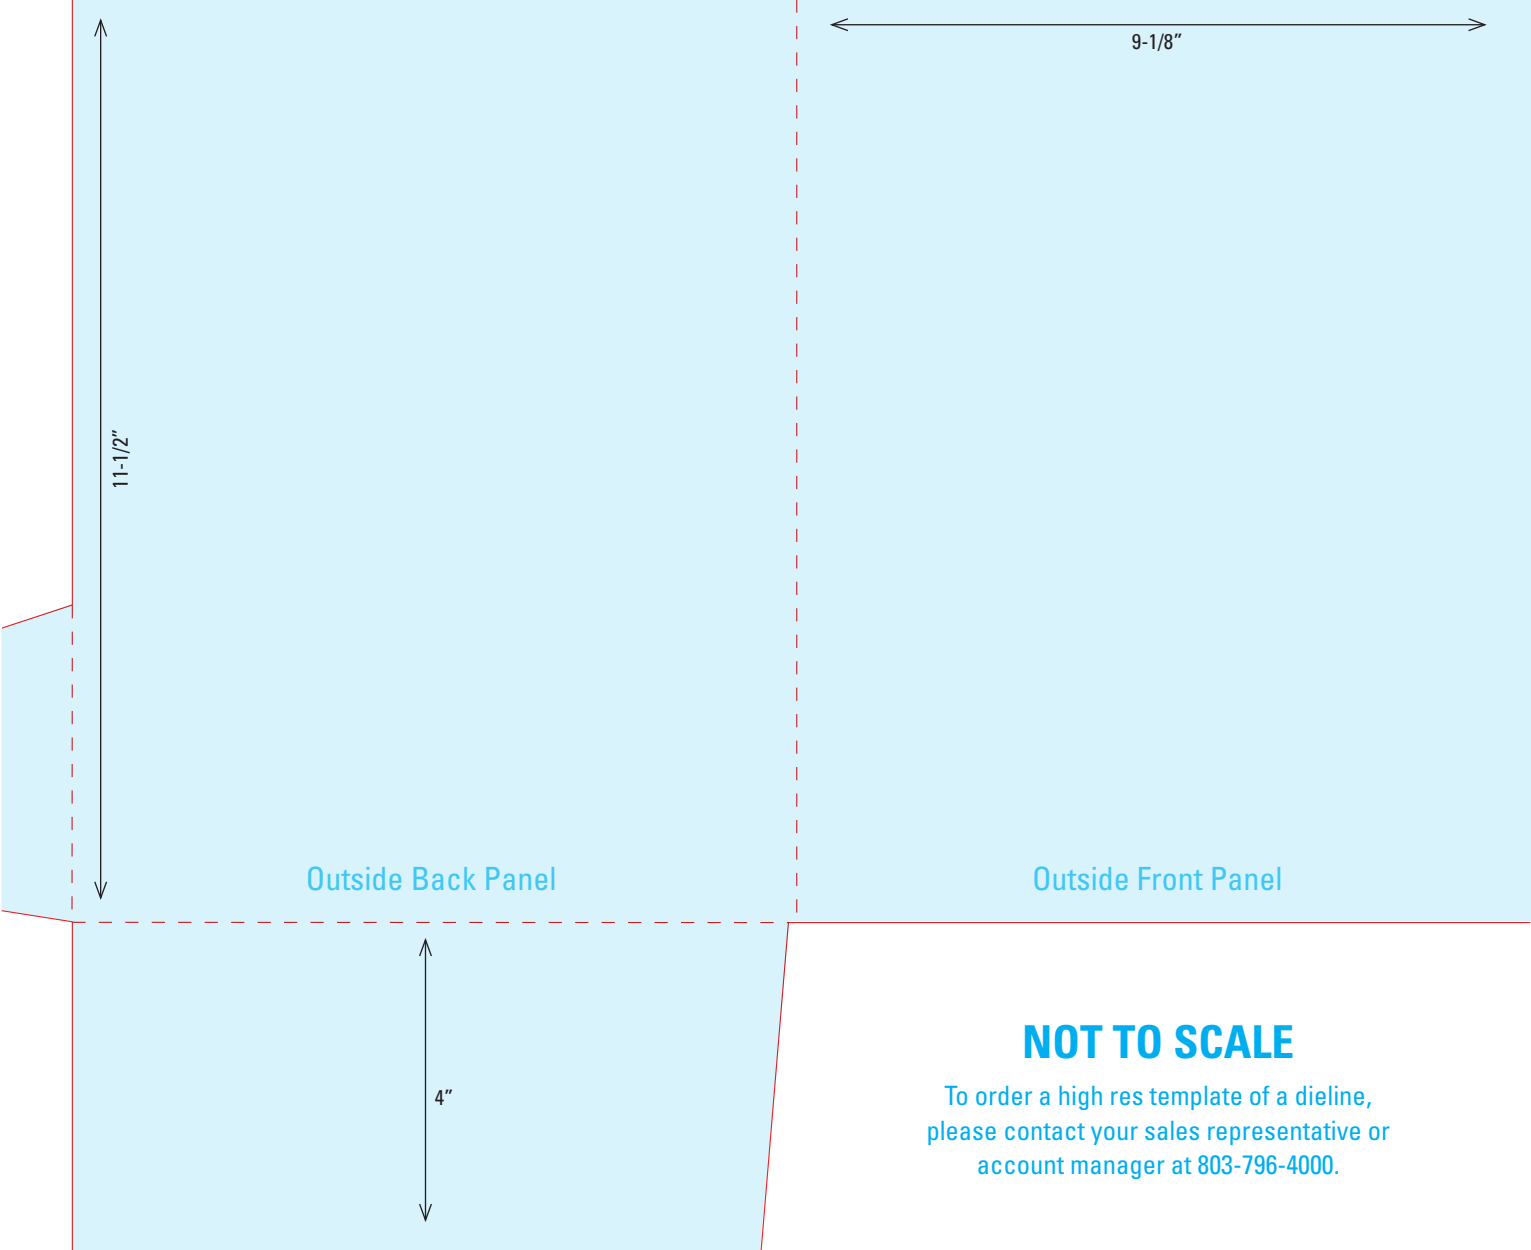 9-1/8”
11-1/2”
Outside Back Panel
Outside Front Panel
4”
NOT TO SCALE
To order a high res template of a dieline,
please contact your sales representative or
account manager at 803-796-4000.